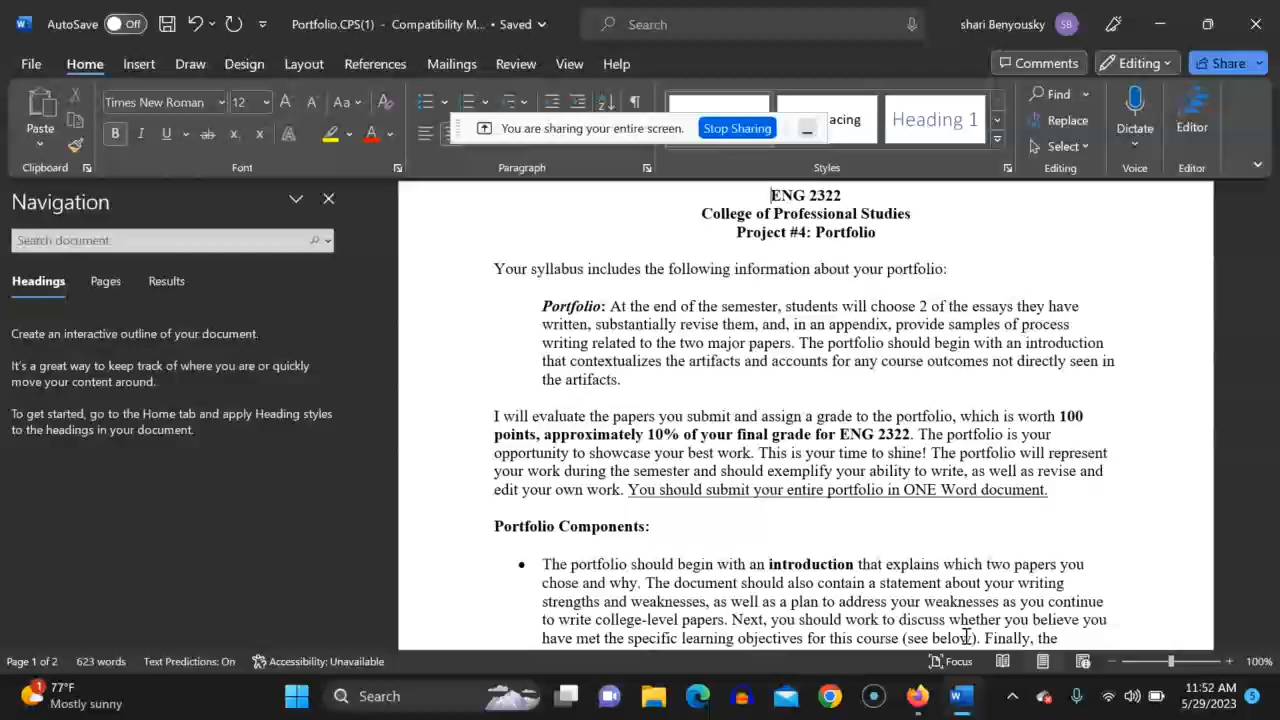 AutoSave Off Portfolio.CPS(1) - Compatibility M... • Saved Search shari Benyousky SB
File Home Insert Draw Design Layout References Mailings Review View Help Comments Editing Share
Times New Roman 12 Aa Find
You are sharing your entire screen. Stop Sharing acing Heading 1 Replace
Paste B I U ab x x A A Select Dictate Editor
Clipboard Font Paragraph Styles Editing Voice Editor
Navigation
Search document
Headings Pages Results
Create an interactive outline of your document.
It's a great way to keep track of where you are or quickly
move your content around.
To get started, go to the Home tab and apply Heading styles
to the headings in your document.
ENG 2322
College of Professional Studies
Project #4: Portfolio
Your syllabus includes the following information about your portfolio:
Portfolio: At the end of the semester, students will choose 2 of the essays they have
written, substantially revise them, and, in an appendix, provide samples of process
writing related to the two major papers. The portfolio should begin with an introduction
that contextualizes the artifacts and accounts for any course outcomes not directly seen in
the artifacts.
I will evaluate the papers you submit and assign a grade to the portfolio, which is worth 100
points, approximately 10% of your final grade for ENG 2322. The portfolio is your
opportunity to showcase your best work. This is your time to shine! The portfolio will represent
your work during the semester and should exemplify your ability to write, as well as revise and
edit your own work. You should submit your entire portfolio in ONE Word document.
Portfolio Components:
• The portfolio should begin with an introduction that explains which two papers you
chose and why. The document should also contain a statement about your writing
strengths and weaknesses, as well as a plan to address your weaknesses as you continue
to write college-level papers. Next, you should work to discuss whether you believe you
have met the specific learning objectives for this course (see below). Finally, the
Page 1 of 2 623 words Text Predictions: On Accessibility: Unavailable Focus 100%
1 77°F
Mostly sunny
Search
11:52 AM
5/29/2023
5